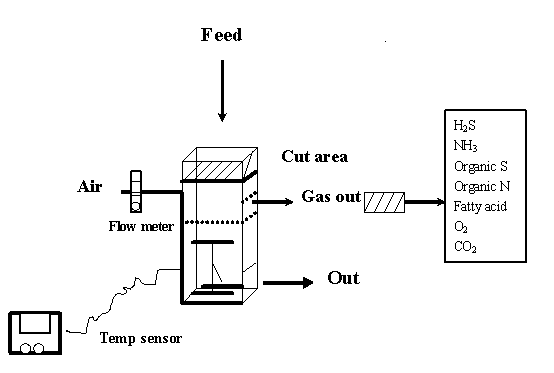 Feed
Cut area
Air
Gas out
Flow meter
Out
Temp sensor
H₂S
NH₃
Organic S
Organic N
Fatty acid
O₂
CO₂